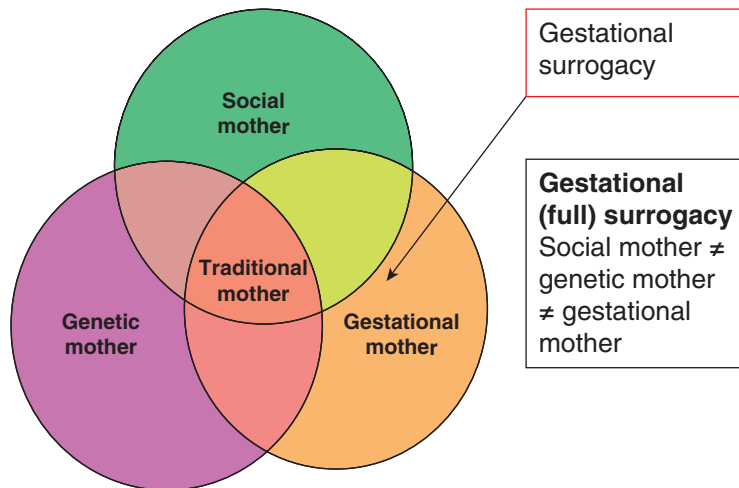 Social
mother
Traditional
mother
Genetic
mother
Gestational
mother
Gestational
surrogacy
Gestational
(full) surrogacy
Social mother ≠
genetic mother
≠ gestational
mother